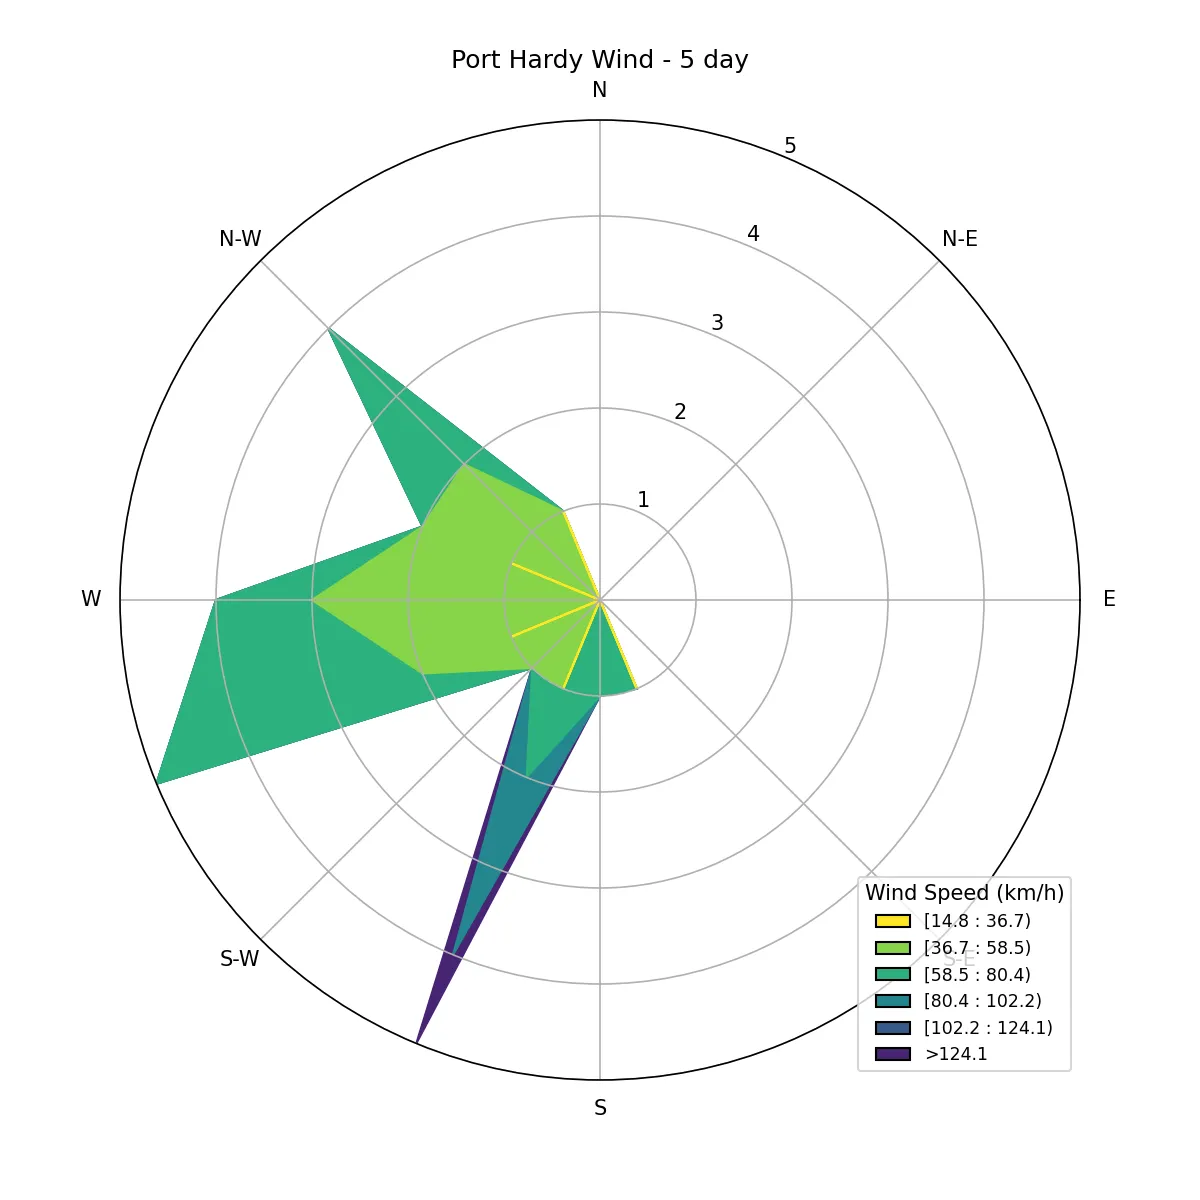 Port Hardy Wind - 5 day
N
5
N-W
4
N-E
3
2
1
W
E
Wind Speed (km/h)
[14.8 : 36.7)
[36.7 : 58.5)
S-W
S-E
[58.5 : 80.4)
[80.4 : 102.2)
[102.2 : 124.1)
>124.1
S